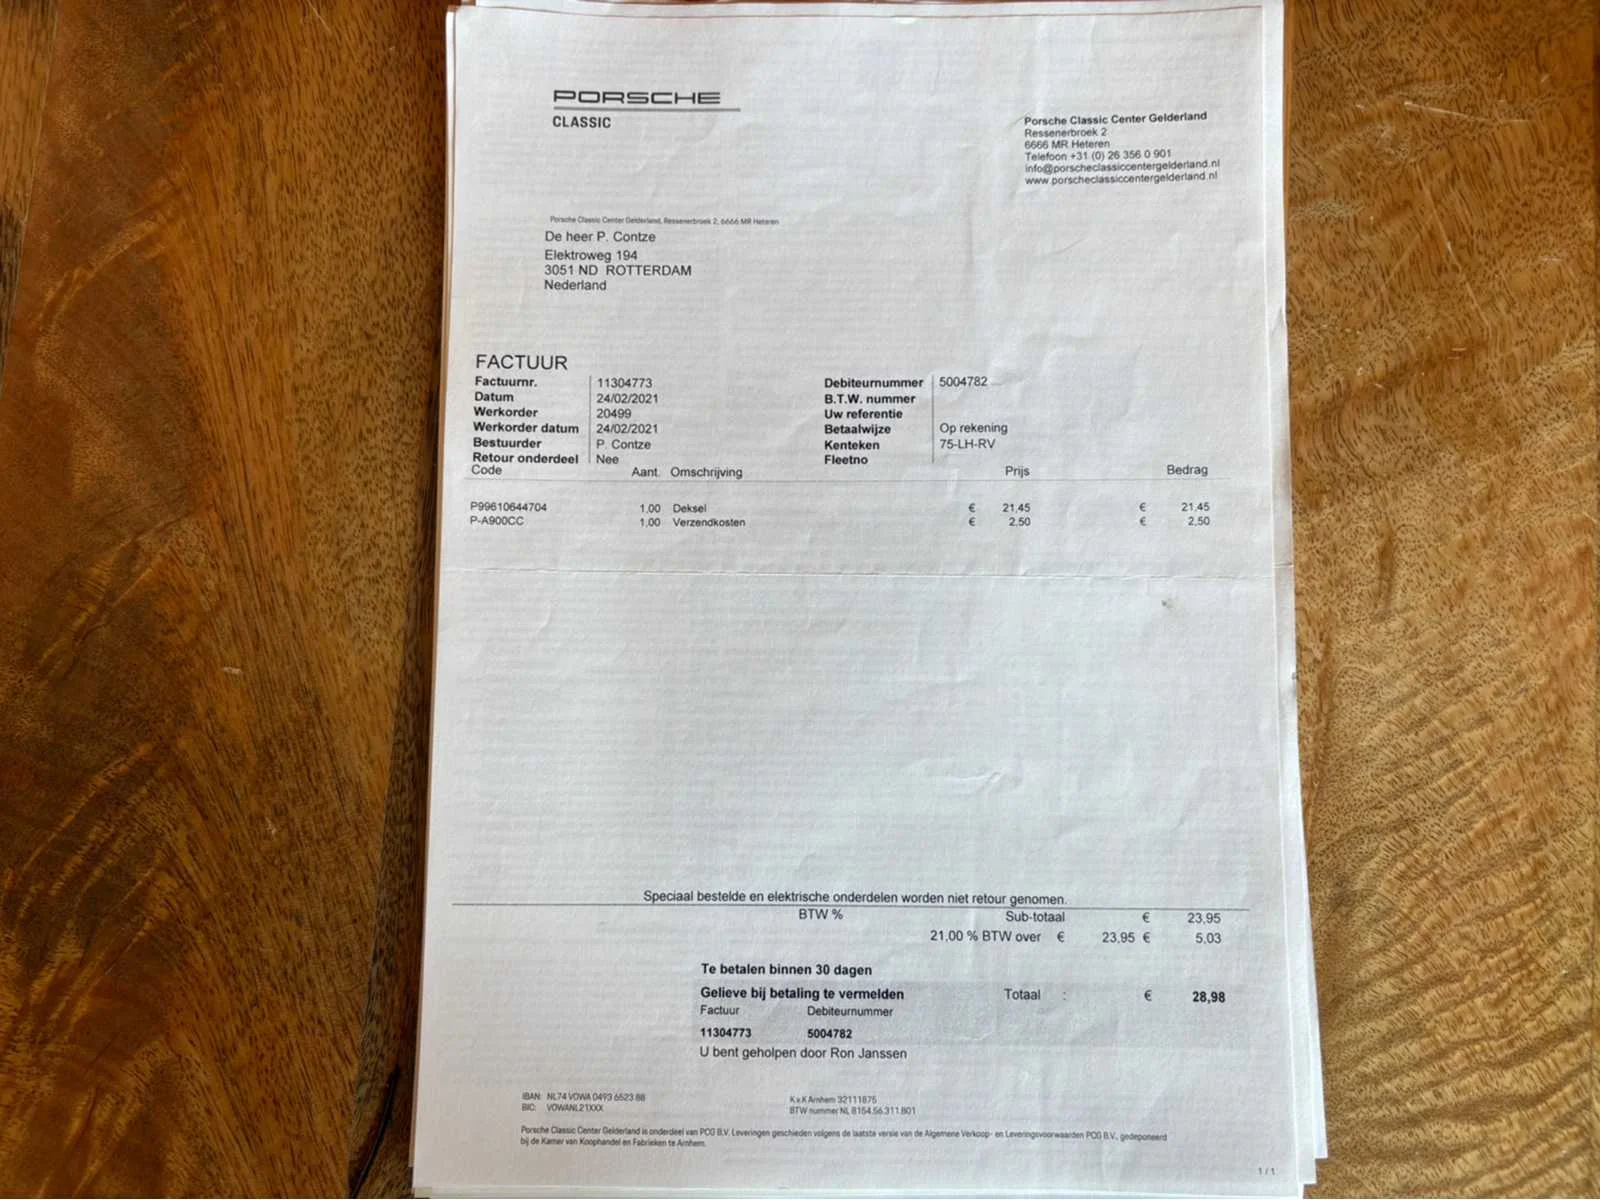 PORSCHE
CLASSIC
Porsche Classic Center Gelderland
Ressenerbroek 2
6666 MR Heteren
Telefoon +31 (0) 26 356 0 901
info@porscheclassiccentergelderland.nl
www.porscheclassiccentergelderland.nl
Porsche Classic Center Gelderland, Ressenerbroek 2, 6666 MR Heteren
De heer P. Contze
Elektroweg 194
3051 ND ROTTERDAM
Nederland
FACTUUR
Factuurnr. 11304773 Debiteurnummer 5004782
Datum 24/02/2021 B.T.W. nummer
Werkorder 20499 Uw referentie
Werkorder datum 24/02/2021 Betaalwijze Op rekening
Bestuurder P. Contze Kenteken 75-LH-RV
Retour onderdeel Nee Fleetno
Code Aant. Omschrijving Prijs Bedrag
P99610644704 1,00 Deksel € 21,45 € 21,45
P-A900CC 1,00 Verzendkosten € 2,50 € 2,50
Speciaal bestelde en elektrische onderdelen worden niet retour genomen.
BTW % Sub-totaal € 23,95
21,00 % BTW over € 23,95 € 5,03
Te betalen binnen 30 dagen
Gelieve bij betaling te vermelden Totaal : € 28,98
Factuur Debiteurnummer
11304773 5004782
U bent geholpen door Ron Janssen
IBAN: NL74 VOWA 0493 6523 88 K.v.K Arnhem 32111875
BIC: VOWANL21XXX BTW nummer NL 8154.56.311.B01
Porsche Classic Center Gelderland is onderdeel van PCG B.V. Leveringen geschieden volgens de laatste versie van de Algemene Verkoop- en Leveringsvoorwaarden PCG B.V., gedeponeerd
bij de Kamer van Koophandel en Fabrieken te Arnhem.
1 / 1